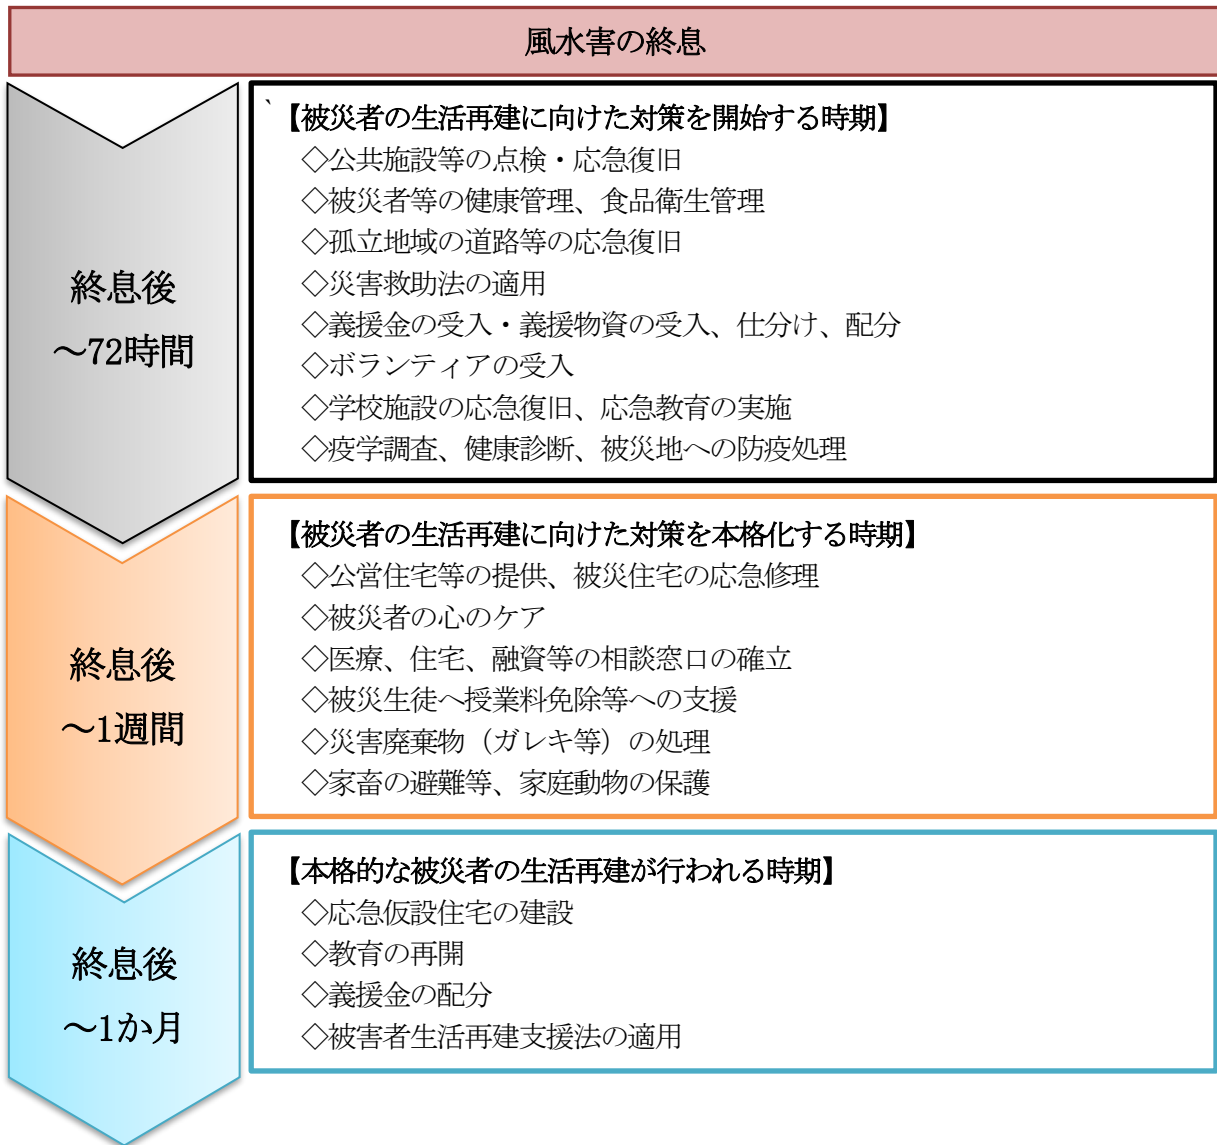 風水害の終息
終息後
～72時間
`【被災者の生活再建に向けた対策を開始する時期】
◇公共施設等の点検・応急復旧
◇被災者等の健康管理、食品衛生管理
◇孤立地域の道路等の応急復旧
◇災害救助法の適用
◇義援金の受入・義援物資の受入、仕分け、配分
◇ボランティアの受入
◇学校施設の応急復旧、応急教育の実施
◇疫学調査、健康診断、被災地への防疫処理
終息後
～1週間
【被災者の生活再建に向けた対策を本格化する時期】
◇公営住宅等の提供、被災住宅の応急修理
◇被災者の心のケア
◇医療、住宅、融資等の相談窓口の確立
◇被災生徒へ授業料免除等への支援
◇災害廃棄物（ガレキ等）の処理
◇家畜の避難等、家庭動物の保護
終息後
～1か月
【本格的な被災者の生活再建が行われる時期】
◇応急仮設住宅の建設
◇教育の再開
◇義援金の配分
◇被害者生活再建支援法の適用